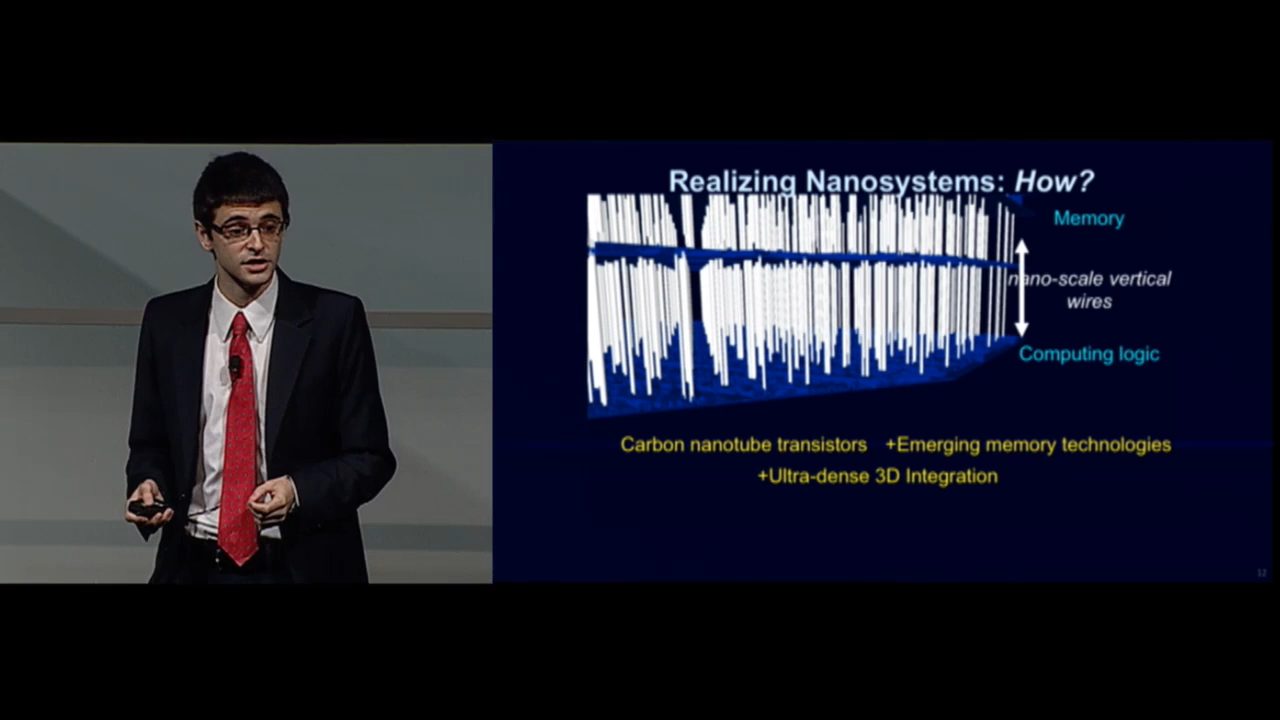 Realizing Nanosystems: How?
Memory
nano-scale vertical
wires
Computing logic
Carbon nanotube transistors +Emerging memory technologies
+Ultra-dense 3D Integration
12